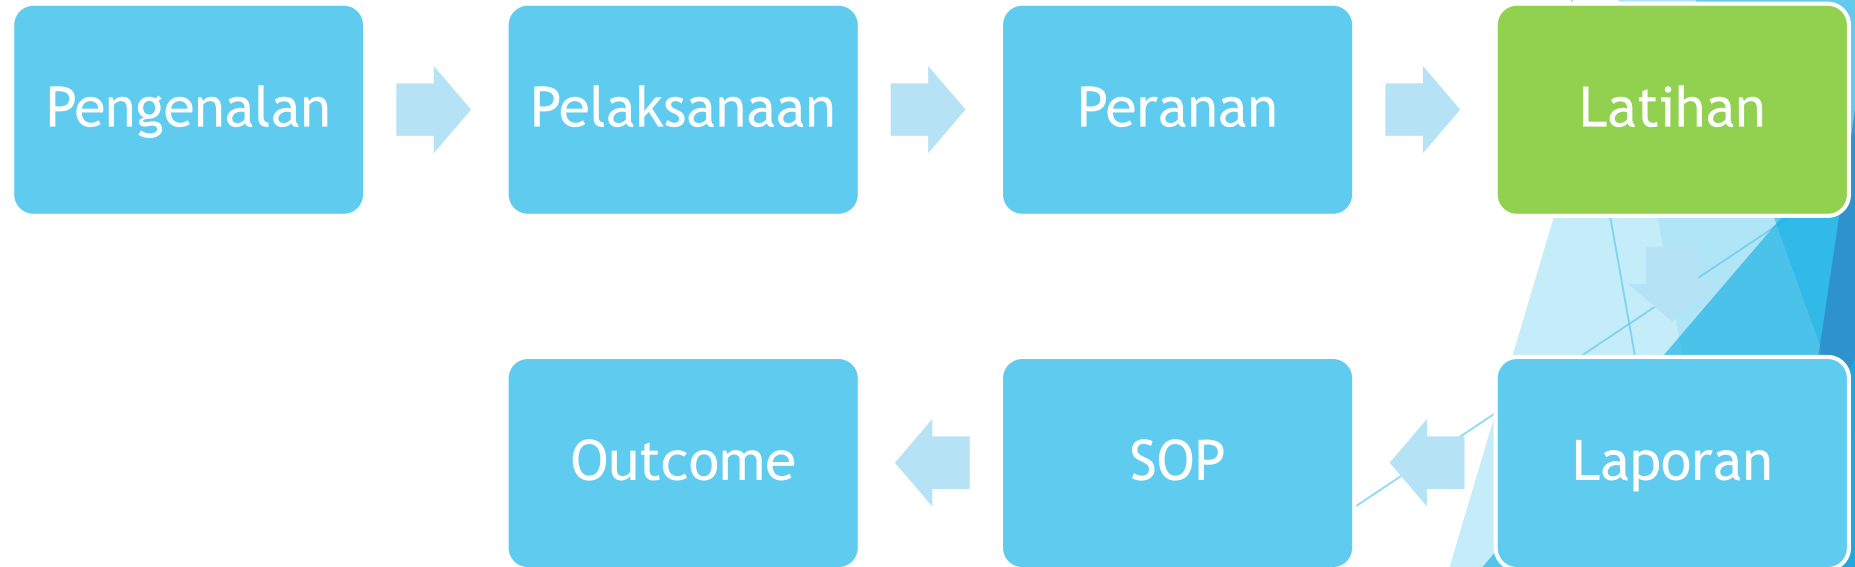 Pengenalan
Pelaksanaan
Peranan
Latihan
Laporan
SOP
Outcome